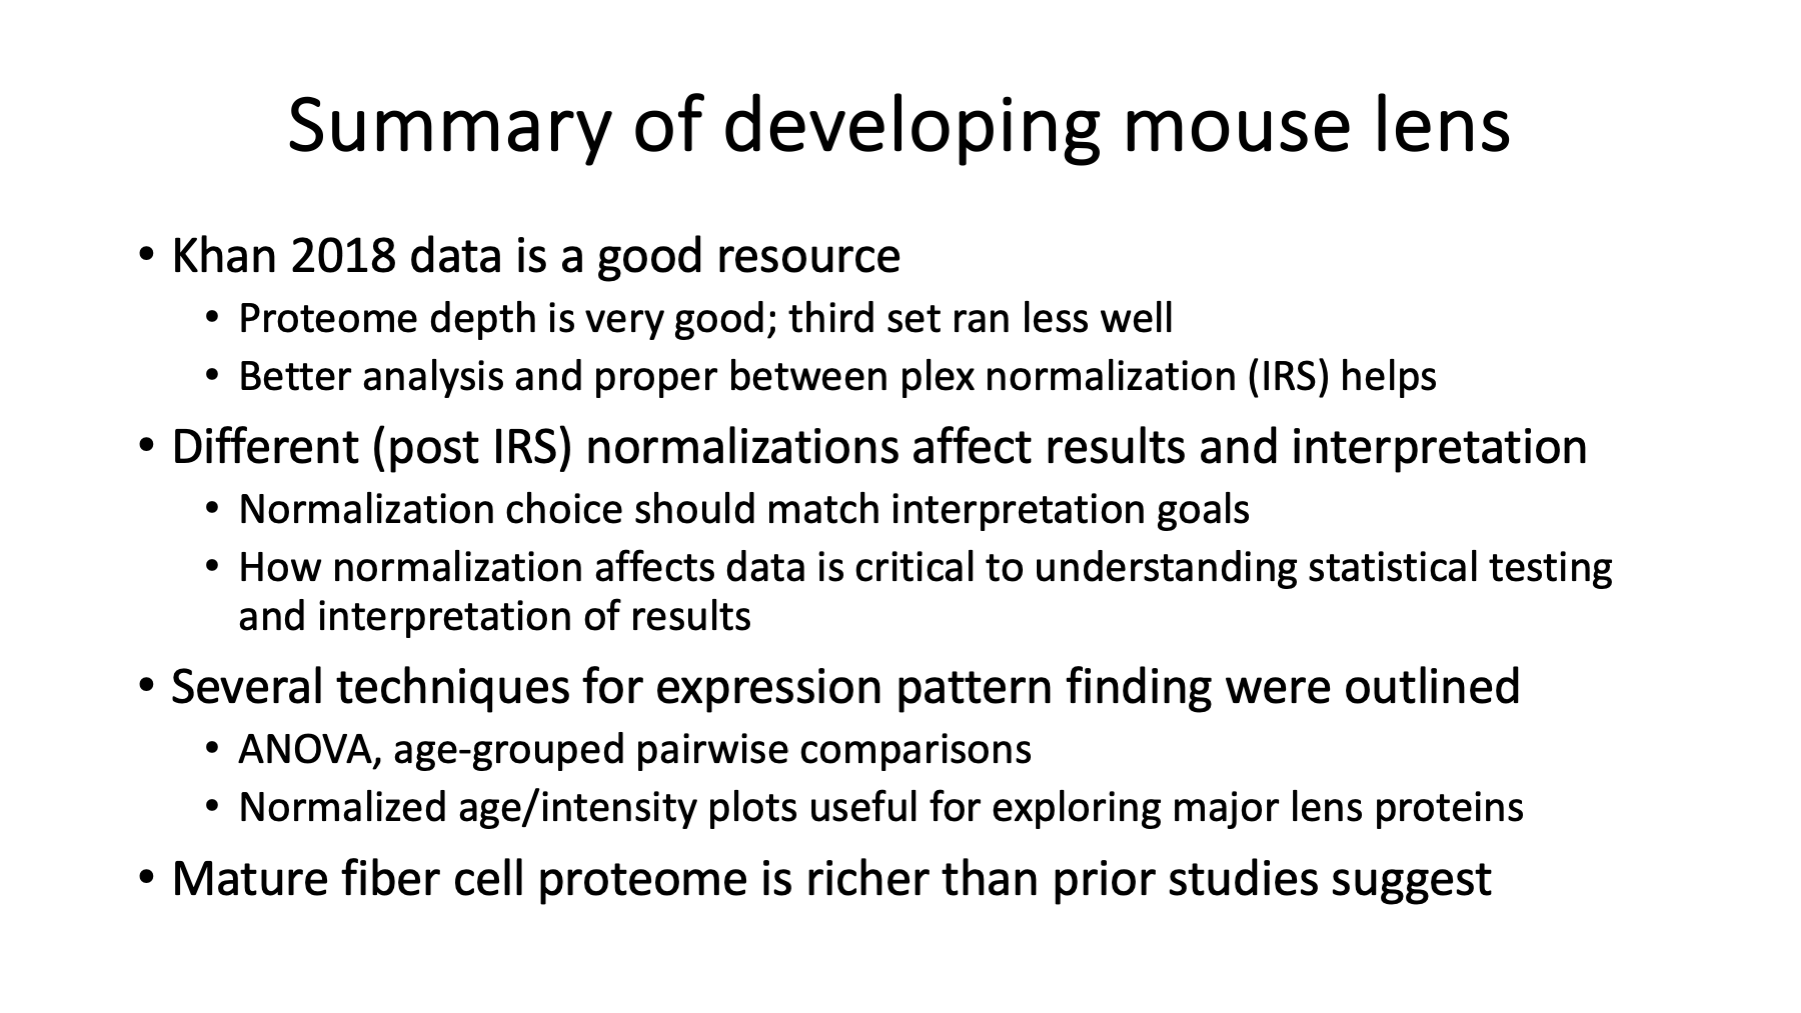 Summary of developing mouse lens
• Khan 2018 data is a good resource
• Proteome depth is very good; third set ran less well
• Better analysis and proper between plex normalization (IRS) helps
• Different (post IRS) normalizations affect results and interpretation
• Normalization choice should match interpretation goals
• How normalization affects data is critical to understanding statistical testing
and interpretation of results
• Several techniques for expression pattern finding were outlined
• ANOVA, age-grouped pairwise comparisons
• Normalized age/intensity plots useful for exploring major lens proteins
• Mature fiber cell proteome is richer than prior studies suggest